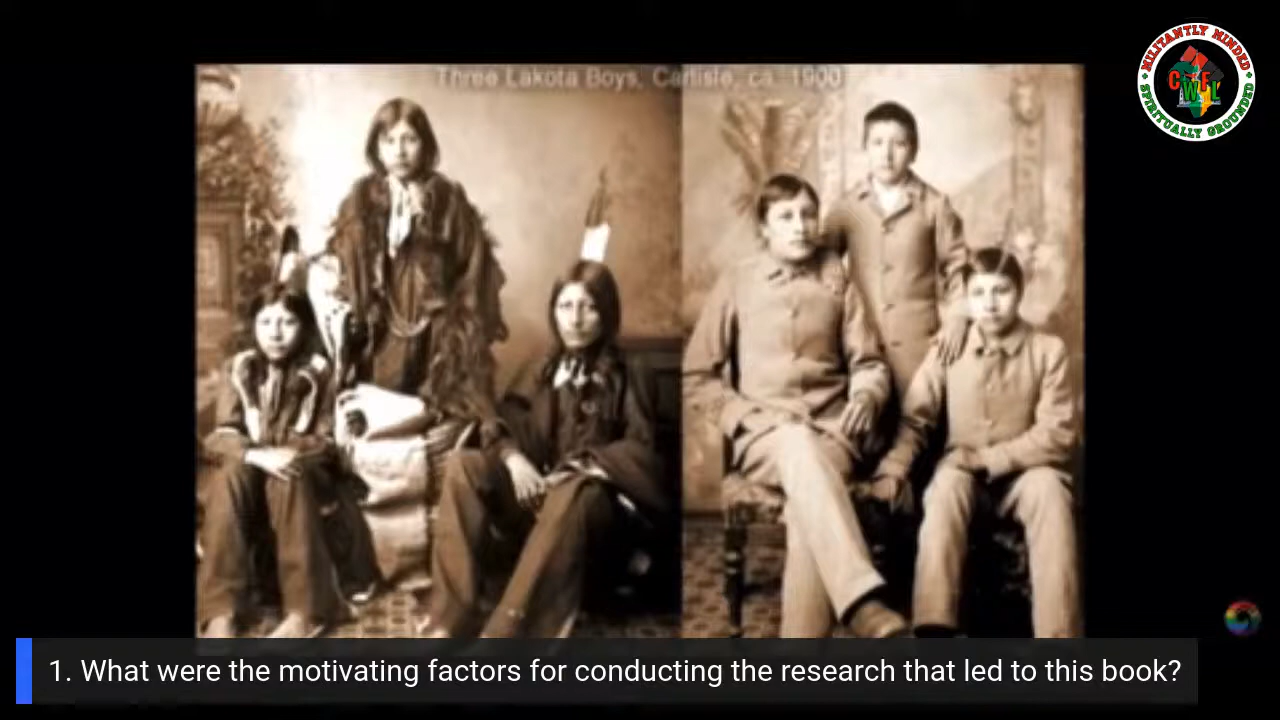 Three Lakota Boys, Carlisle, ca. 1900
MILITANTLY MINDED
CWFL
SPIRITUALLY GROUNDED
1. What were the motivating factors for conducting the research that led to this book?